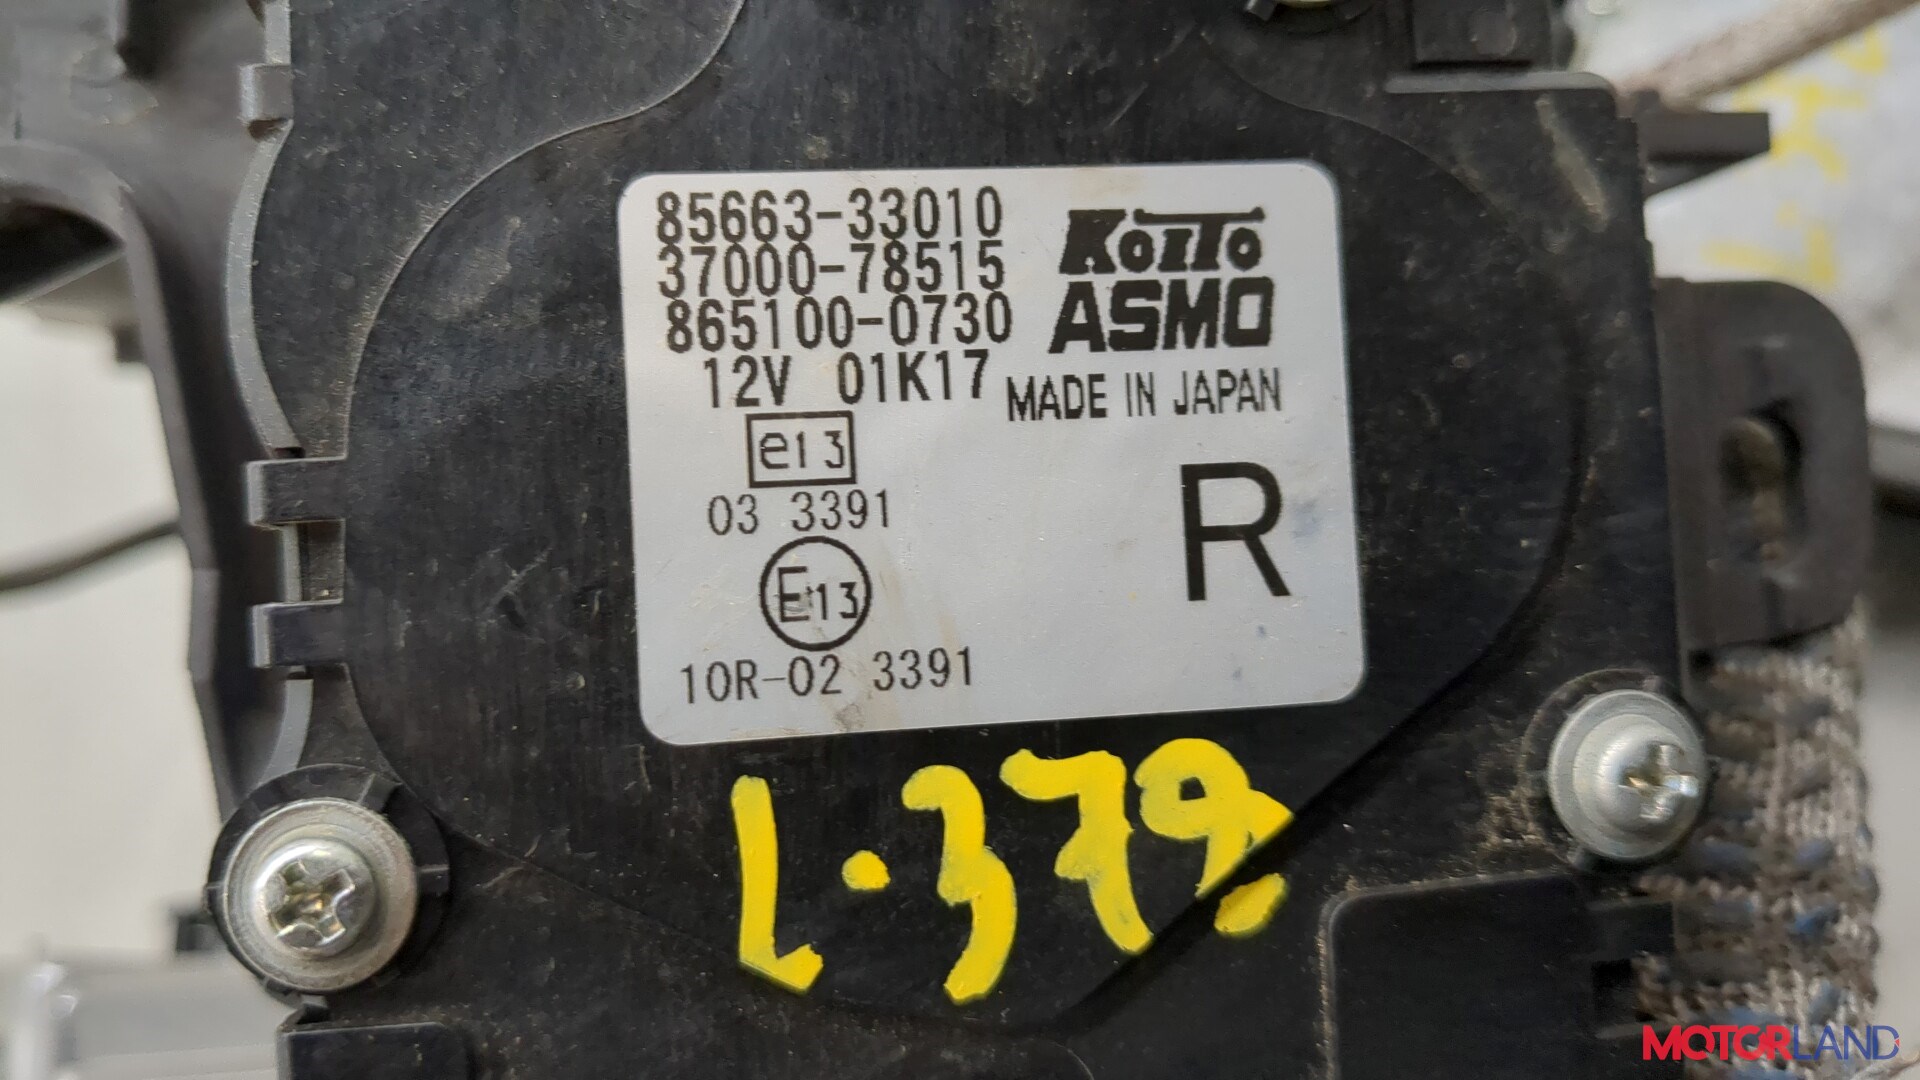 85663-33010
37000-78515
865100-0730
12V 01K17
KOITO
ASMO
MADE IN JAPAN
e13
03 3391
E13
10R-02 3391
R
L.379
MOTORLAND